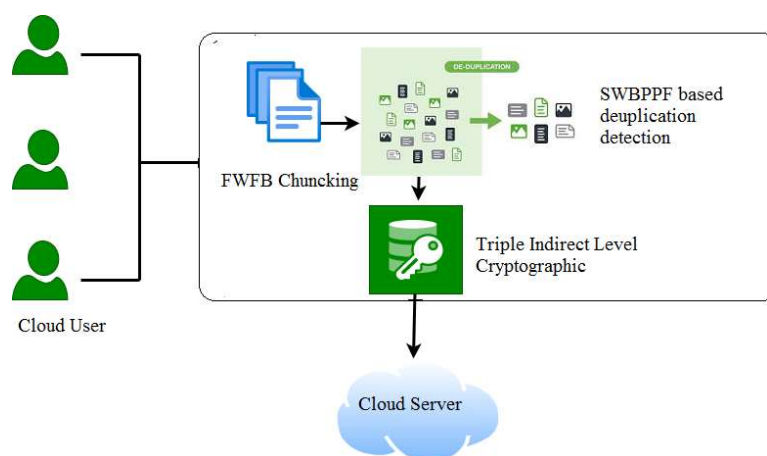 DE-DUPLICATION
SWBPPF based
deuplication
detection
FWFB Chuncking
Triple Indirect Level
Cryptographic
Cloud User
Cloud Server